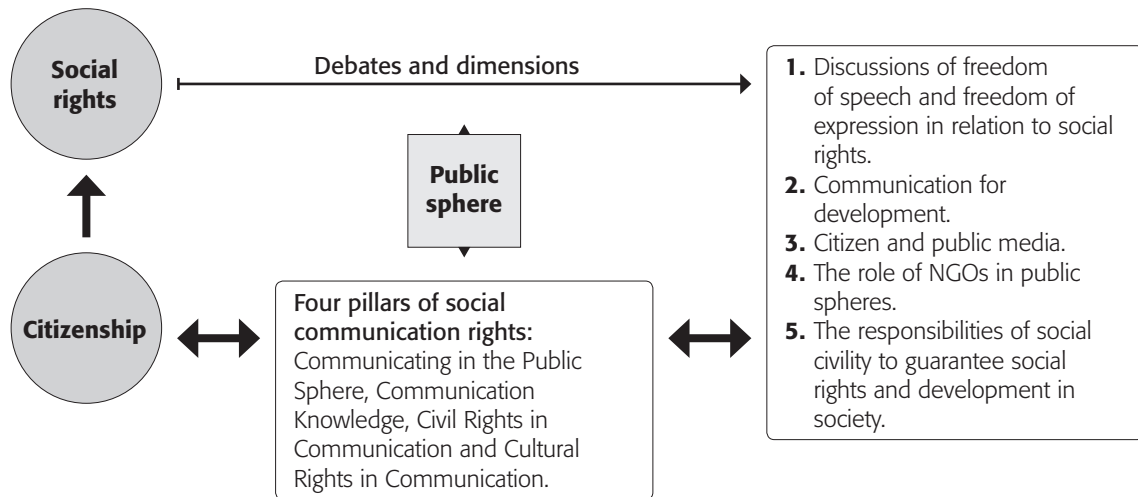 Social
rights
Debates and dimensions
Public
sphere
Citizenship
Four pillars of social
communication rights:
Communicating in the Public
Sphere, Communication
Knowledge, Civil Rights in
Communication and Cultural
Rights in Communication.
1. Discussions of freedom
of speech and freedom of
expression in relation to social
rights.
2. Communication for
development.
3. Citizen and public media.
4. The role of NGOs in public
spheres.
5. The responsibilities of social
civility to guarantee social
rights and development in
society.